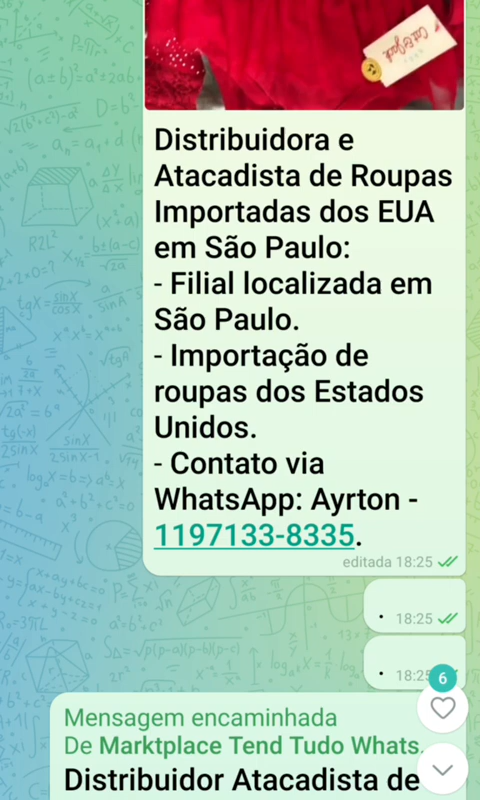 Cat & Jack
Distribuidora e
Atacadista de Roupas
Importadas dos EUA
em São Paulo:
- Filial localizada em
São Paulo.
- Importação de
roupas dos Estados
Unidos.
- Contato via
WhatsApp: Ayrton -
1197133-8335.
editada 18:25
. 18:25
. 18:25
6
Mensagem encaminhada
De Marktplace Tend Tudo Whats.
Distribuidor Atacadista de